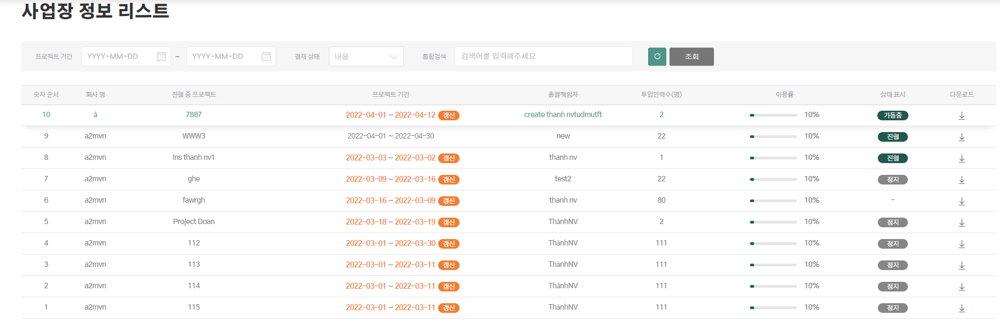 사업장 정보 리스트
프로젝트 기간 YYYY-MM-DD ~ YYYY-MM-DD 결재 상태 내용 통합검색 검색어를 입력해주세요 조회
숫자 순서 회사 명 진행 중 프로젝트 프로젝트 기간 총괄책임자 투입인력수(명) 이용률 상태 표시 다운로드
10 â 7887 2022-04-01 ~ 2022-04-12 갱신 create thanh nvtudmutft 2 10% 가동중
9 a2mvn WWW3 2022-04-01 ~ 2022-04-30 new 22 10% 진행
8 a2mvn Ins thanh nv1 2022-03-03 ~ 2022-03-02 갱신 thanh nv 1 10% 진행
7 a2mvn ghe 2022-03-09 ~ 2022-03-16 갱신 test2 22 10% 정지
6 a2mvn fawrgh 2022-03-16 ~ 2022-03-09 갱신 thanh nv 80 10% -
5 a2mvn Project Doan 2022-03-18 ~ 2022-03-19 갱신 ThànhNV 2 10% 정지
4 a2mvn 112 2022-03-01 ~ 2022-03-30 갱신 ThànhNV 111 10% 정지
3 a2mvn 113 2022-03-01 ~ 2022-03-11 갱신 ThànhNV 111 10% 정지
2 a2mvn 114 2022-03-01 ~ 2022-03-11 갱신 ThànhNV 111 10% 정지
1 a2mvn 115 2022-03-01 ~ 2022-03-11 갱신 ThànhNV 111 10% 정지